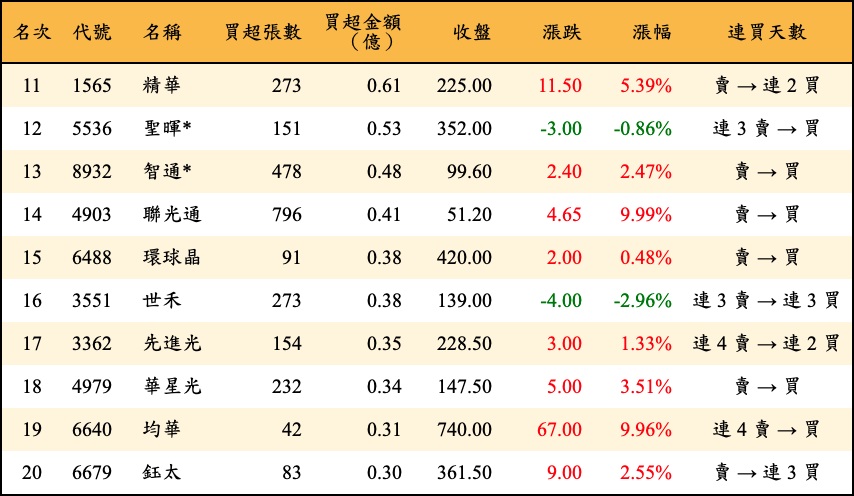 名次 代號 名稱 買超張數 買超金額（億） 收盤 漲跌 漲幅 連買天數
11 1565 精華 273 0.61 225.00 11.50 5.39% 賣 → 連 2 買
12 5536 聖暉* 151 0.53 352.00 -3.00 -0.86% 連 3 賣 → 買
13 8932 智通* 478 0.48 99.60 2.40 2.47% 賣 → 買
14 4903 聯光通 796 0.41 51.20 4.65 9.99% 賣 → 買
15 6488 環球晶 91 0.38 420.00 2.00 0.48% 賣 → 買
16 3551 世禾 273 0.38 139.00 -4.00 -2.96% 連 3 賣 → 連 3 買
17 3362 先進光 154 0.35 228.50 3.00 1.33% 連 4 賣 → 連 2 買
18 4979 華星光 232 0.34 147.50 5.00 3.51% 賣 → 買
19 6640 均華 42 0.31 740.00 67.00 9.96% 連 4 賣 → 買
20 6679 鈺太 83 0.30 361.50 9.00 2.55% 賣 → 連 3 買